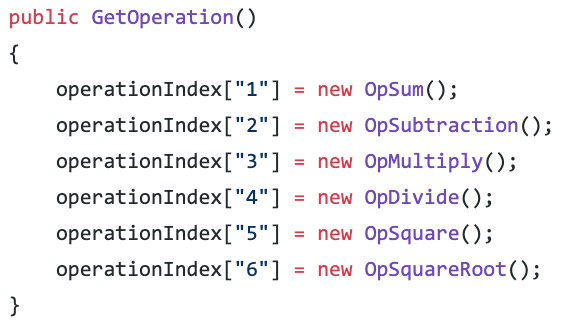 public GetOperation()
{
    operationIndex["1"] = new OpSum();
    operationIndex["2"] = new OpSubtraction();
    operationIndex["3"] = new OpMultiply();
    operationIndex["4"] = new OpDivide();
    operationIndex["5"] = new OpSquare();
    operationIndex["6"] = new OpSquareRoot();
}